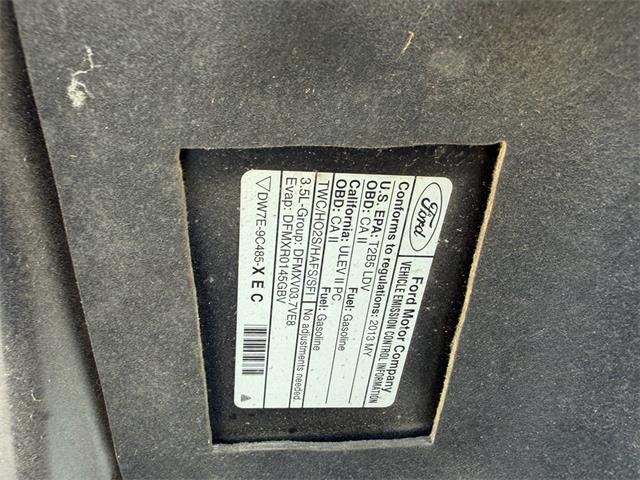 Ford
Ford Motor Company
VEHICLE EMISSION CONTROL INFORMATION
Conforms to regulations: 2013 MY
U.S. EPA: T2B5 LDV
OBD: CA II Fuel: Gasoline
California: ULEV II PC
OBD: CA II Fuel: Gasoline
TWC/HO2S/HAFS/SFI No adjustments needed.
3.5L-Group: DFMXV03.7VE8
Evap: DFMXR0145GBV
DW7E-9C485-X E C